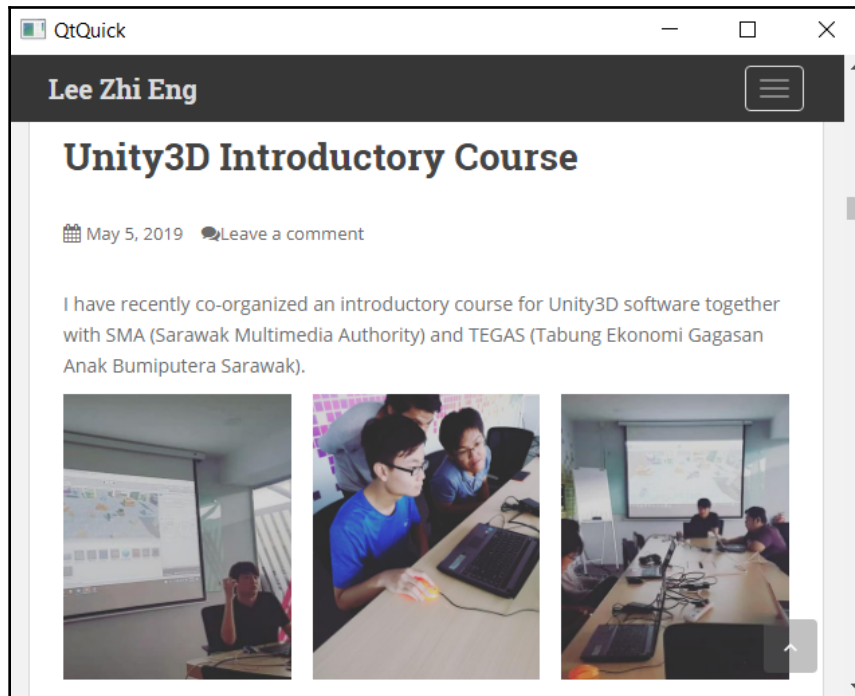 QtQuick
Lee Zhi Eng
Unity3D Introductory Course
May 5, 2019 Leave a comment
I have recently co-organized an introductory course for Unity3D software together
with SMA (Sarawak Multimedia Authority) and TEGAS (Tabung Ekonomi Gagasan
Anak Bumiputera Sarawak).